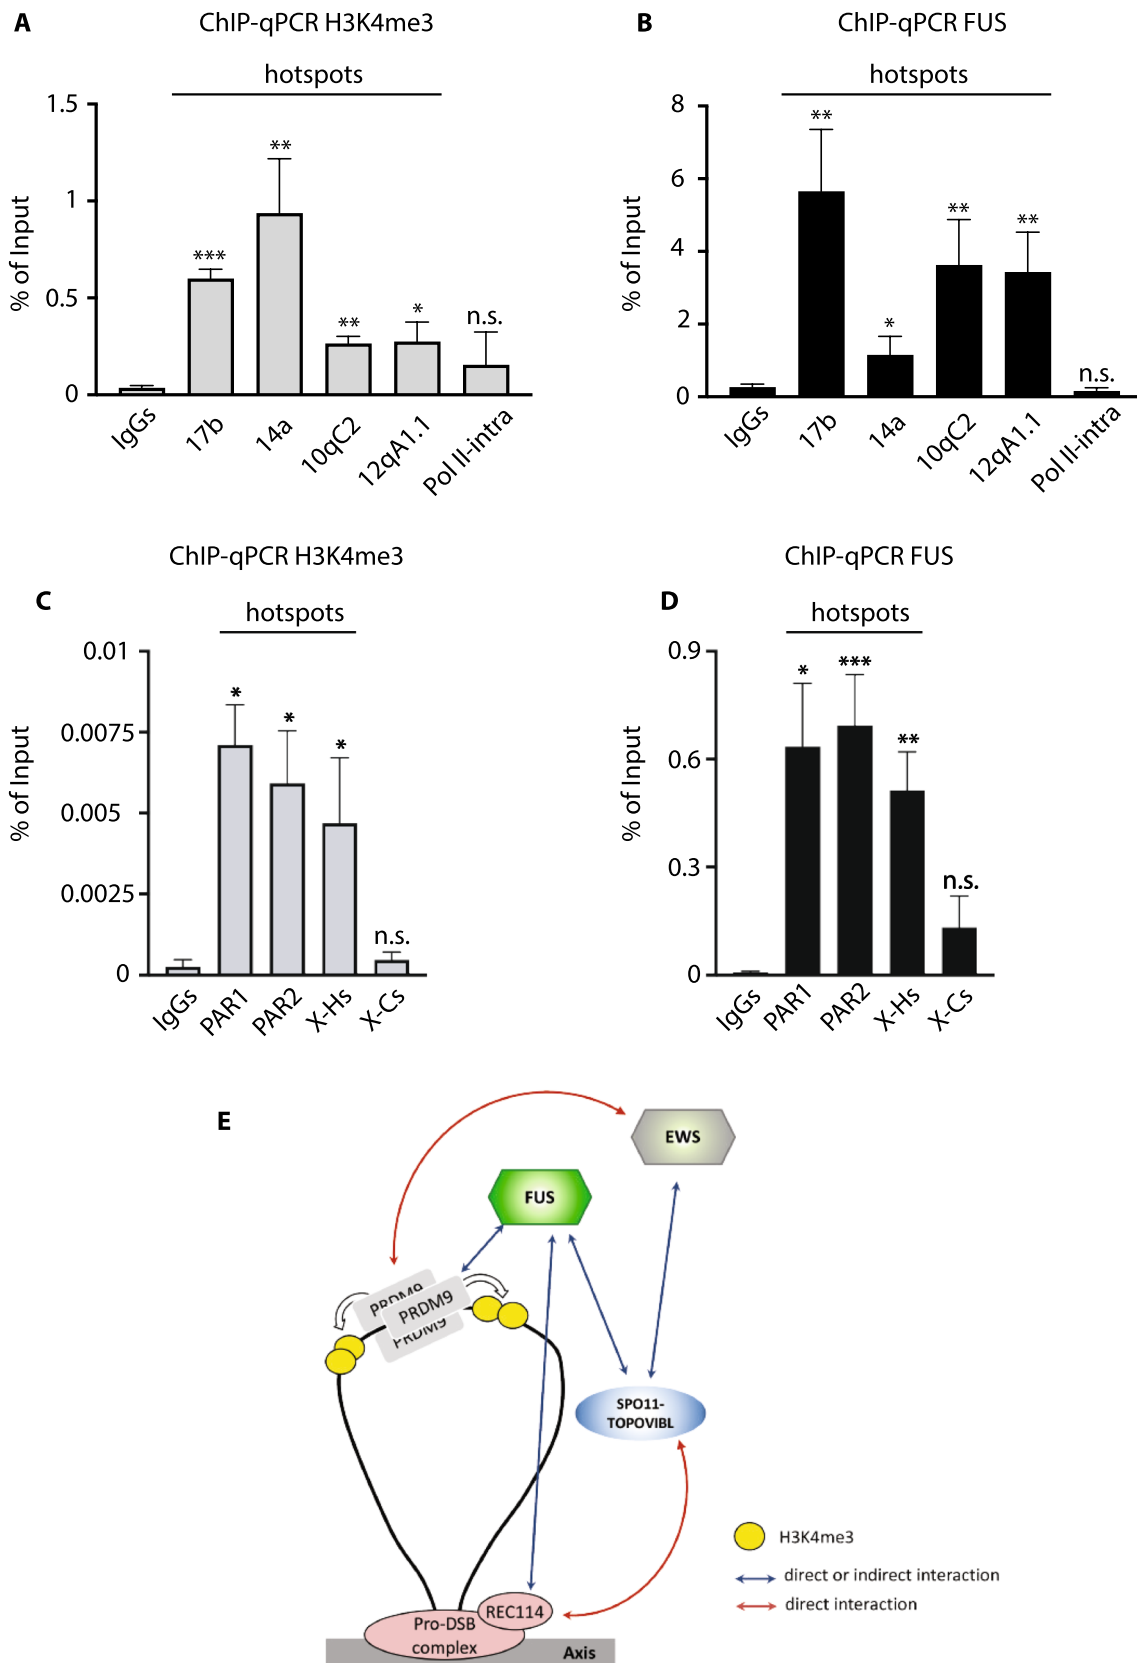 A
ChIP-qPCR H3K4me3
hotspots
% of Input
1.5
1
0.5
0
***
**
**
*
n.s.
IgGs
17b
14a
10qC2
12qA1.1
Pol II-intra
B
ChIP-qPCR FUS
hotspots
% of Input
8
6
4
2
0
**
*
**
**
n.s.
IgGs
17b
14a
10qC2
12qA1.1
Pol II-intra
C
ChIP-qPCR H3K4me3
hotspots
% of Input
0.01
0.0075
0.005
0.0025
0
*
*
*
n.s.
IgGs
PAR1
PAR2
X-Hs
X-Cs
D
ChIP-qPCR FUS
hotspots
% of Input
0.9
0.6
0.3
0
*
***
**
n.s.
IgGs
PAR1
PAR2
X-Hs
X-Cs
E
EWS
FUS
PRDM9
PRDM9
PRDM9
SPO11-
TOPOVIBL
REC114
Pro-DSB
complex
Axis
H3K4me3
direct or indirect interaction
direct interaction